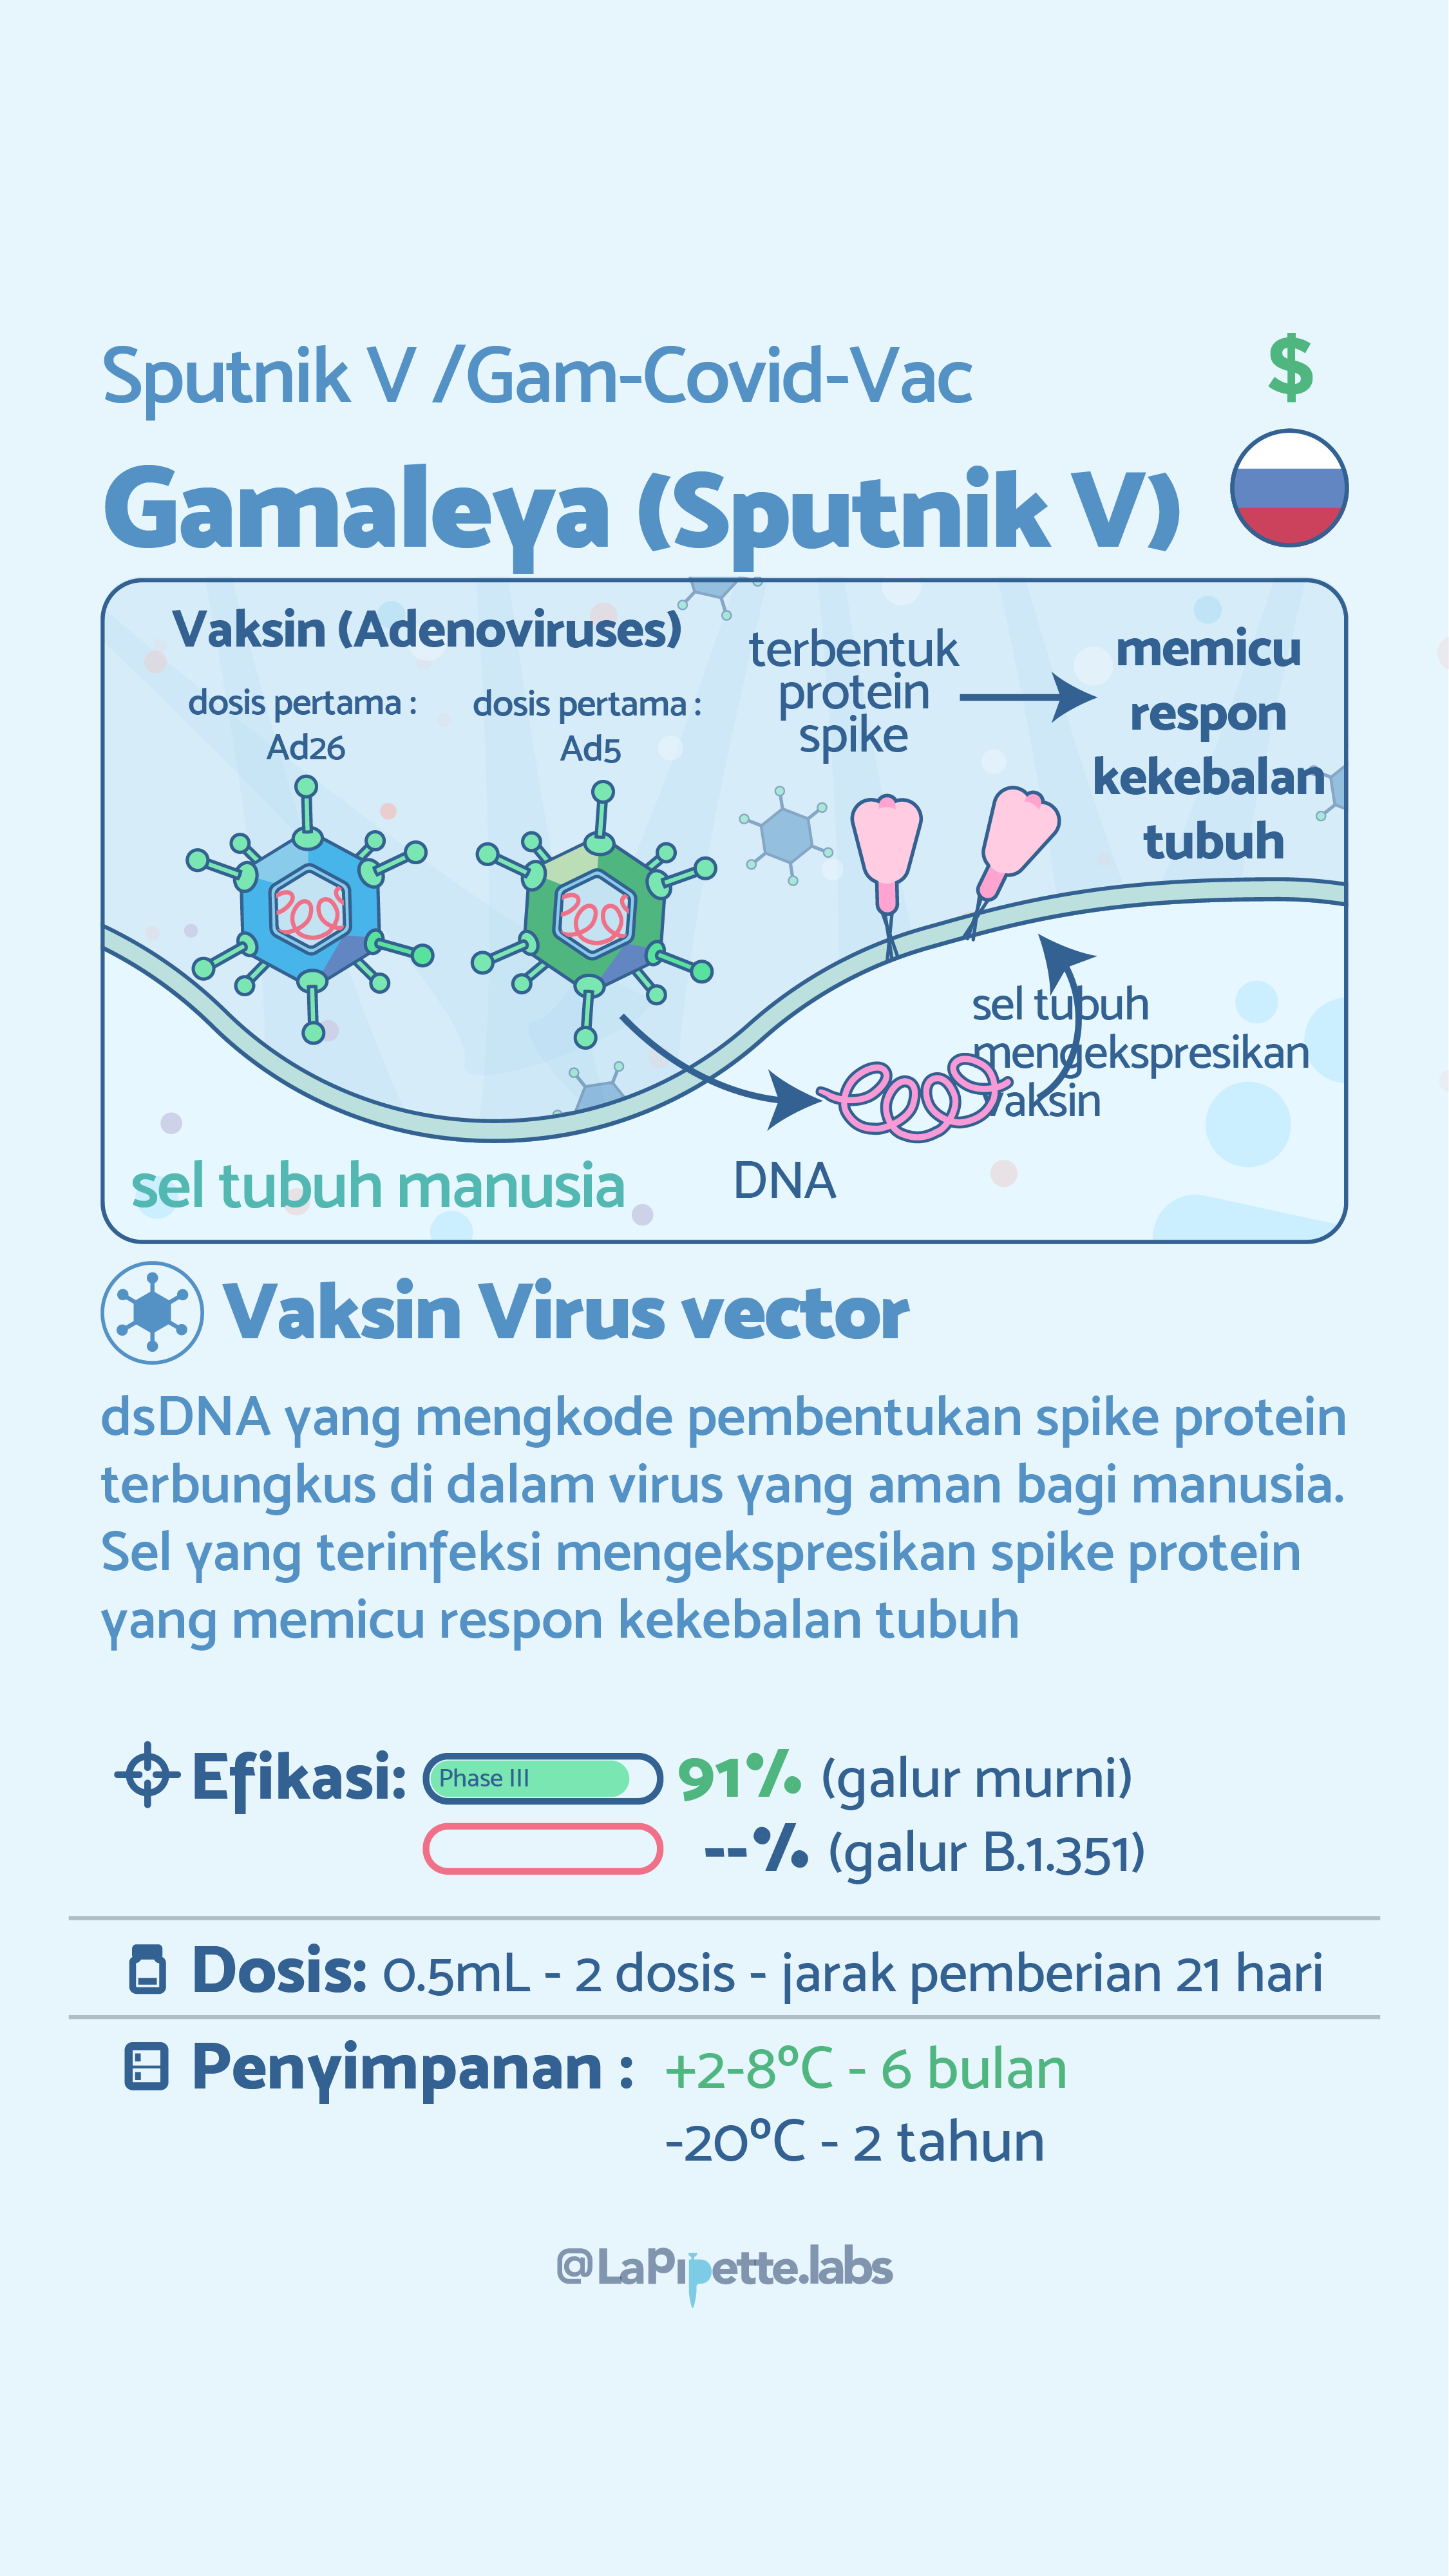 Sputnik V /Gam-Covid-Vac
$
Gamaleya (Sputnik V)
Vaksin (Adenoviruses)
dosis pertama :
Ad26
dosis pertama :
Ad5
terbentuk
protein
spike
memicu
respon
kekebalan
tubuh
sel tubuh
mengekspresikan
vaksin
DNA
sel tubuh manusia
Vaksin Virus vector
dsDNA yang mengkode pembentukan spike protein
terbungkus di dalam virus yang aman bagi manusia.
Sel yang terinfeksi mengekspresikan spike protein
yang memicu respon kekebalan tubuh
Efikasi: Phase III 91% (galur murni)
--% (galur B.1.351)
Dosis: 0.5mL - 2 dosis - jarak pemberian 21 hari
Penyimpanan : +2-8°C - 6 bulan
-20°C - 2 tahun
@LaPipette.labs